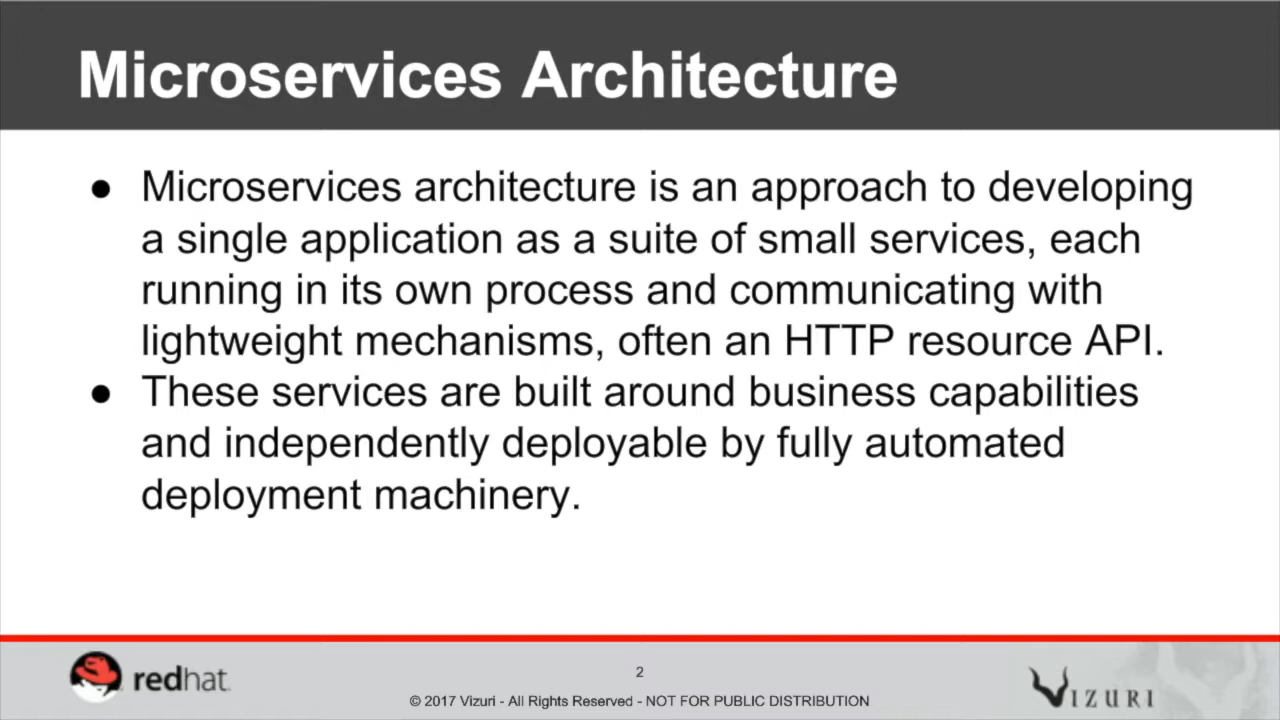 Microservices Architecture
● Microservices architecture is an approach to developing
a single application as a suite of small services, each
running in its own process and communicating with
lightweight mechanisms, often an HTTP resource API.
● These services are built around business capabilities
and independently deployable by fully automated
deployment machinery.
redhat.
2
© 2017 Vizuri - All Rights Reserved - NOT FOR PUBLIC DISTRIBUTION
VIZURI